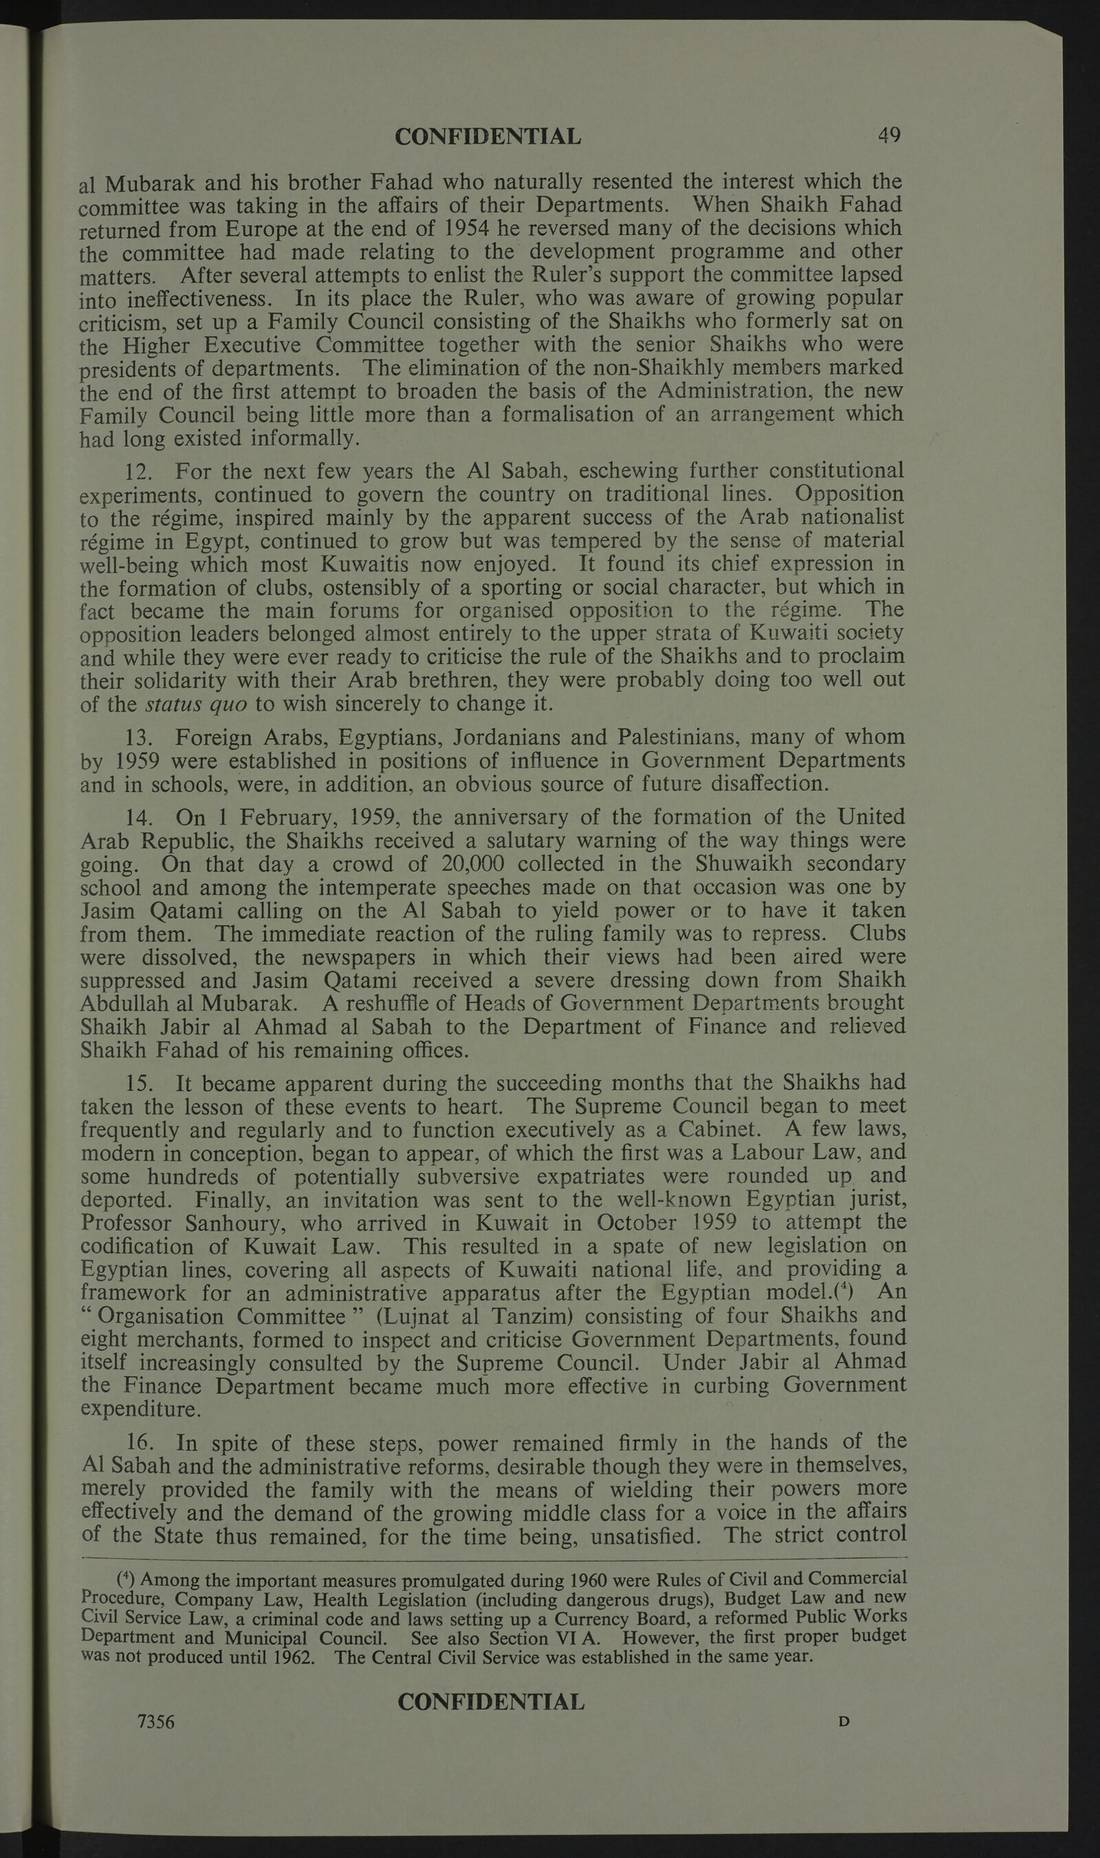 CONFIDENTIAL 49
al Mubarak and his brother Fahad who naturally resented the interest which the
committee was taking in the affairs of their Departments. When Shaikh Fahad
returned from Europe at the end of 1954 he reversed many of the decisions which
the committee had made relating to the development programme and other
matters. After several attempts to enlist the Ruler's support the committee lapsed
into ineffectiveness. In its place the Ruler, who was aware of growing popular
criticism, set up a Family Council consisting of the Shaikhs who formerly sat on
the Higher Executive Committee together with the senior Shaikhs who were
presidents of departments. The elimination of the non-Shaikhly members marked
the end of the first attempt to broaden the basis of the Administration, the new
Family Council being little more than a formalisation of an arrangement which
had long existed informally.
12. For the next few years the Al Sabah, eschewing further constitutional
experiments, continued to govern the country on traditional lines. Opposition
to the régime, inspired mainly by the apparent success of the Arab nationalist
régime in Egypt, continued to grow but was tempered by the sense of material
well-being which most Kuwaitis now enjoyed. It found its chief expression in
the formation of clubs, ostensibly of a sporting or social character, but which in
fact became the main forums for organised opposition to the régime. The
opposition leaders belonged almost entirely to the upper strata of Kuwaiti society
and while they were ever ready to criticise the rule of the Shaikhs and to proclaim
their solidarity with their Arab brethren, they were probably doing too well out
of the status quo to wish sincerely to change it.
13. Foreign Arabs, Egyptians, Jordanians and Palestinians, many of whom
by 1959 were established in positions of influence in Government Departments
and in schools, were, in addition, an obvious source of future disaffection.
14. On 1 February, 1959, the anniversary of the formation of the United
Arab Republic, the Shaikhs received a salutary warning of the way things were
going. On that day a crowd of 20,000 collected in the Shuwaikh secondary
school and among the intemperate speeches made on that occasion was one by
Jasim Qatami calling on the Al Sabah to yield power or to have it taken
from them. The immediate reaction of the ruling family was to repress. Clubs
were dissolved, the newspapers in which their views had been aired were
suppressed and Jasim Qatami received a severe dressing down from Shaikh
Abdullah al Mubarak. A reshuffle of Heads of Government Departments brought
Shaikh Jabir al Ahmad al Sabah to the Department of Finance and relieved
Shaikh Fahad of his remaining offices.
15. It became apparent during the succeeding months that the Shaikhs had
taken the lesson of these events to heart. The Supreme Council began to meet
frequently and regularly and to function executively as a Cabinet. A few laws,
modern in conception, began to appear, of which the first was a Labour Law, and
some hundreds of potentially subversive expatriates were rounded up and
deported. Finally, an invitation was sent to the well-known Egyptian jurist,
Professor Sanhoury, who arrived in Kuwait in October 1959 to attempt the
codification of Kuwait Law. This resulted in a spate of new legislation on
Egyptian lines, covering all aspects of Kuwaiti national life, and providing a
framework for an administrative apparatus after the Egyptian model.(⁴) An
“ Organisation Committee ” (Lujnat al Tanzim) consisting of four Shaikhs and
eight merchants, formed to inspect and criticise Government Departments, found
itself increasingly consulted by the Supreme Council. Under Jabir al Ahmad
the Finance Department became much more effective in curbing Government
expenditure.
16. In spite of these steps, power remained firmly in the hands of the
Al Sabah and the administrative reforms, desirable though they were in themselves,
merely provided the family with the means of wielding their powers more
effectively and the demand of the growing middle class for a voice in the affairs
of the State thus remained, for the time being, unsatisfied. The strict control
(⁴) Among the important measures promulgated during 1960 were Rules of Civil and Commercial
Procedure, Company Law, Health Legislation (including dangerous drugs), Budget Law and new
Civil Service Law, a criminal code and laws setting up a Currency Board, a reformed Public Works
Department and Municipal Council. See also Section VI A. However, the first proper budget
was not produced until 1962. The Central Civil Service was established in the same year.
CONFIDENTIAL
7356 D